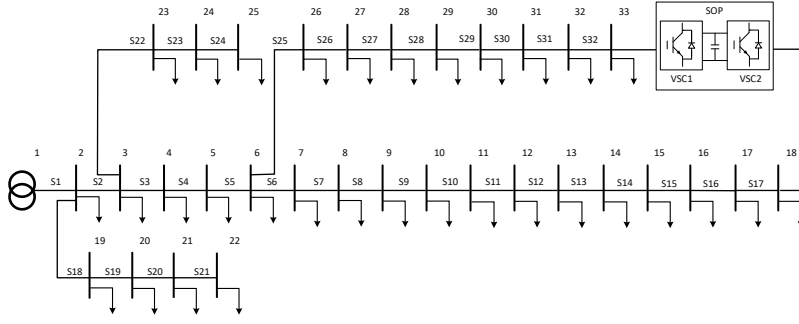 23 24 25 26 27 28 29 30 31 32 33
SOP
S22 S23 S24 S25 S26 S27 S28 S29 S30 S31 S32
VSC1 VSC2
1 2 3 4 5 6 7 8 9 10 11 12 13 14 15 16 17 18
S1 S2 S3 S4 S5 S6 S7 S8 S9 S10 S11 S12 S13 S14 S15 S16 S17
19 20 21 22
S18 S19 S20 S21